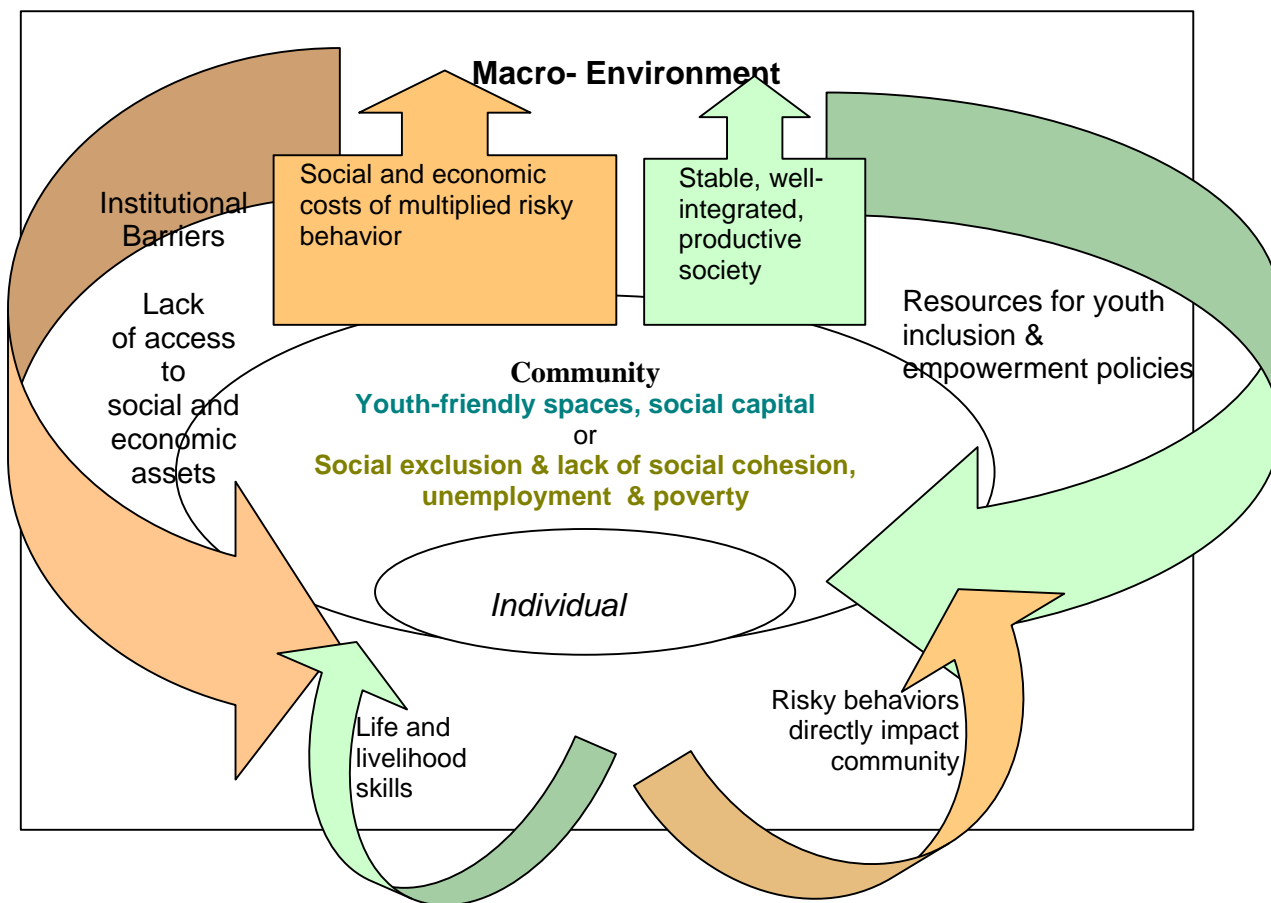 Macro- Environment
Social and economic
costs of multiplied risky
behavior
Stable, well-
integrated,
productive
society
Institutional
Barriers
Lack
of access
to
social and
economic
assets
Resources for youth
inclusion &
empowerment policies
Community
Youth-friendly spaces, social capital
or
Social exclusion & lack of social cohesion,
unemployment & poverty
Individual
Life and
livelihood
skills
Risky behaviors
directly impact
community